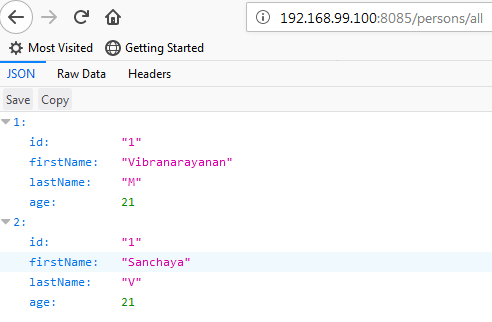 192.168.99.100:8085/persons/all
Most Visited Getting Started
JSON Raw Data Headers
Save Copy
1:
id: "1"
firstName: "Vibranarayanan"
lastName: "M"
age: 21
2:
id: "1"
firstName: "Sanchaya"
lastName: "V"
age: 21